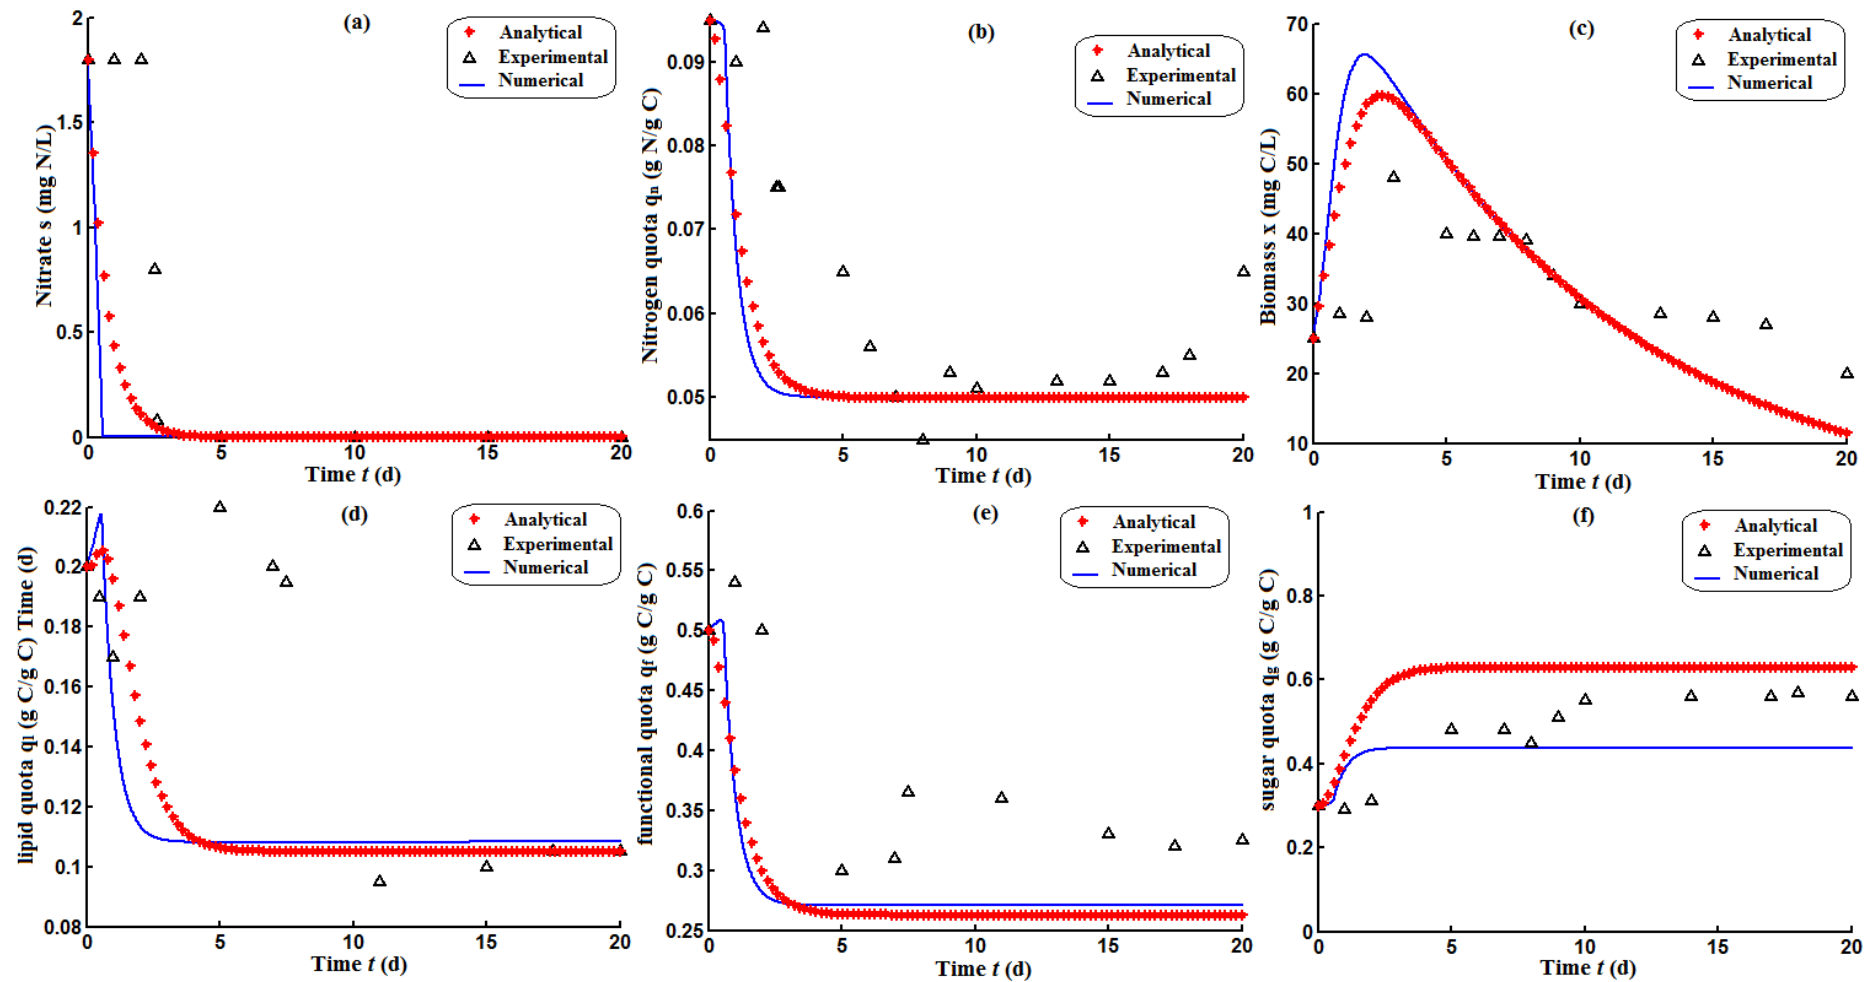 (a)
Analytical
Experimental
Numerical
Nitrate s (mg N/L)
2
1.5
1
0.5
0
0 5 10 15 20
Time t (d)
(b)
Analytical
Experimental
Numerical
Nitrogen quota qn (g N/g C)
0.09
0.08
0.07
0.06
0.05
0 5 10 15 20
Time t (d)
(c)
Analytical
Experimental
Numerical
Biomass x (mg C/L)
70
60
50
40
30
20
10
0 5 10 15 20
Time t (d)
(d)
Analytical
Experimental
Numerical
lipid quota ql (g C/g C) Time (d)
0.22
0.2
0.18
0.16
0.14
0.12
0.1
0.08
0 5 10 15 20
Time t (d)
(e)
Analytical
Experimental
Numerical
functional quota qf (g C/g C)
0.6
0.55
0.5
0.45
0.4
0.35
0.3
0.25
0 5 10 15 20
Time t (d)
(f)
Analytical
Experimental
Numerical
sugar quota qg (g C/g C)
1
0.8
0.6
0.4
0.2
0
0 5 10 15 20
Time t (d)